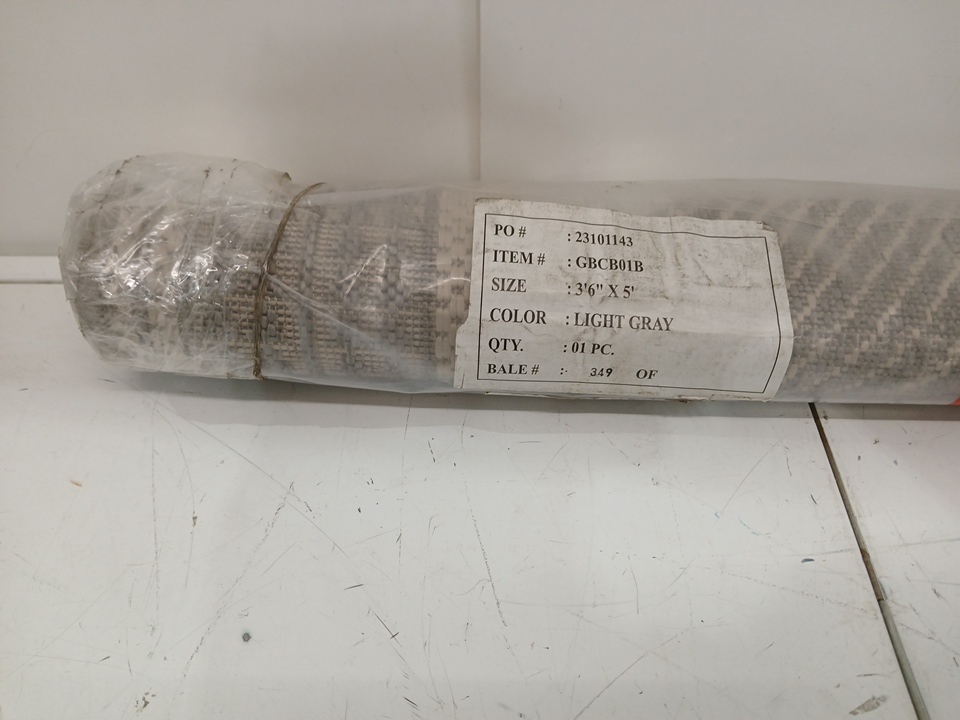 PO # : 23101143
ITEM # : GBCB01B
SIZE : 3'6" X 5'
COLOR : LIGHT GRAY
QTY. : 01 PC.
BALE # : 349 OF